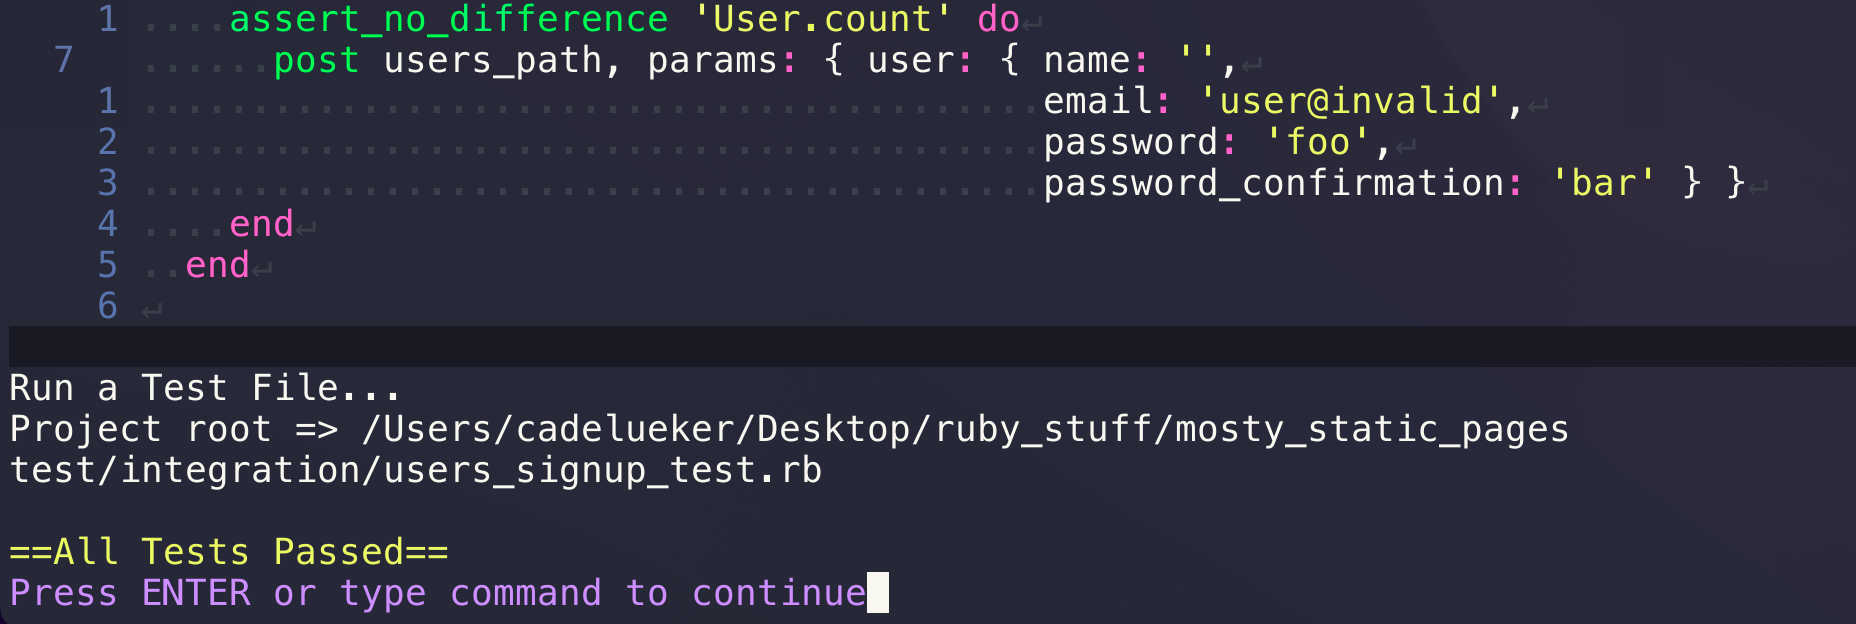 1 ....assert_no_difference 'User.count' do↵
7 ......post users_path, params: { user: { name: '',↵
1 .........................................email: 'user@invalid',↵
2 .........................................password: 'foo',↵
3 .........................................password_confirmation: 'bar' } }↵
4 ....end↵
5 ..end↵
6 ↵
Run a Test File...
Project root => /Users/cadelueker/Desktop/ruby_stuff/mosty_static_pages
test/integration/users_signup_test.rb
==All Tests Passed==
Press ENTER or type command to continue